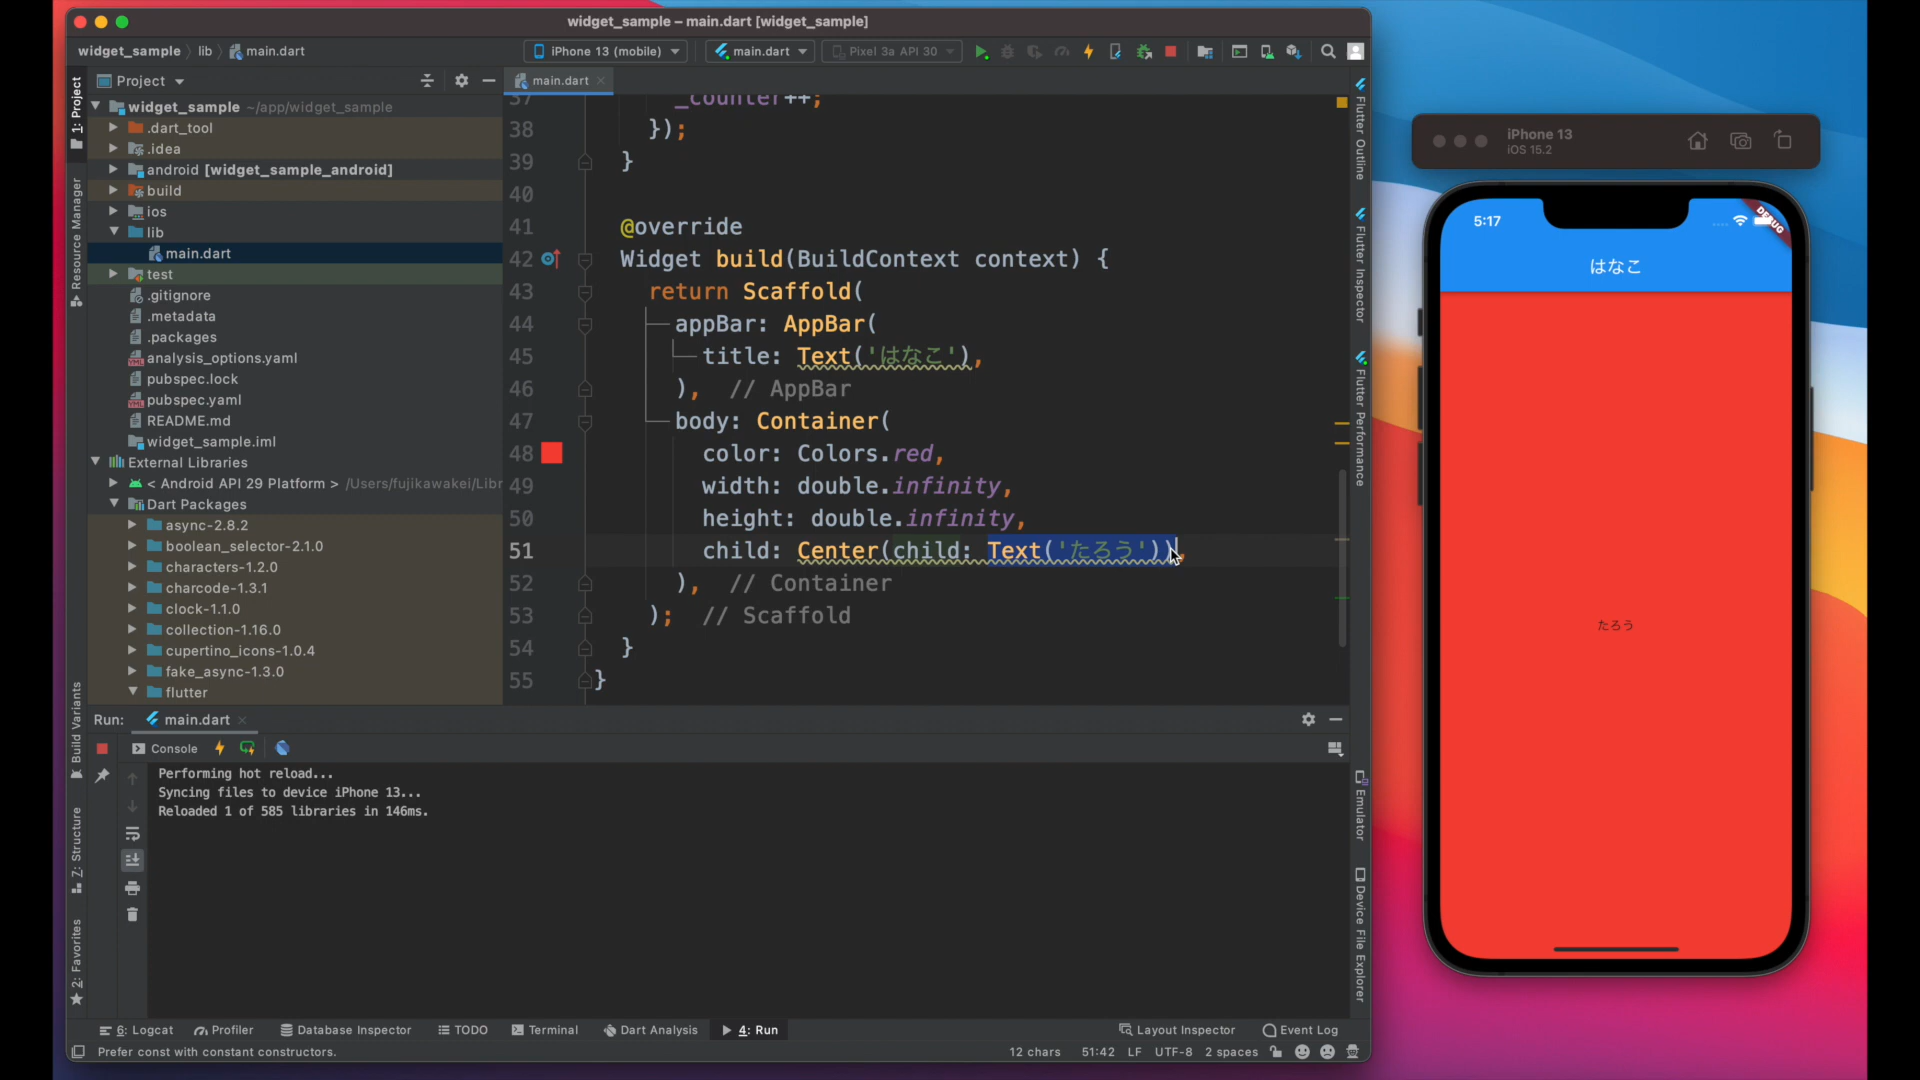 widget_sample – main.dart [widget_sample]
widget_sample lib main.dart
iPhone 13 (mobile) main.dart Pixel 3a API 30
Project
main.dart
1: Project
Resource Manager
Build Variants
7: Structure
2: Favorites
widget_sample ~/app/widget_sample
.dart_tool
.idea
android [widget_sample_android]
build
ios
lib
main.dart
test
.gitignore
.metadata
.packages
analysis_options.yaml
pubspec.lock
pubspec.yaml
README.md
widget_sample.iml
External Libraries
< Android API 29 Platform > /Users/fujikawakei/Libr
Dart Packages
async-2.8.2
boolean_selector-2.1.0
characters-1.2.0
charcode-1.3.1
clock-1.1.0
collection-1.16.0
cupertino_icons-1.0.4
fake_async-1.3.0
flutter
37 _counter++;
38 });
39 }
40
41 @override
42 Widget build(BuildContext context) {
43 return Scaffold(
44 appBar: AppBar(
45 title: Text('はなこ'),
46 ), // AppBar
47 body: Container(
48 color: Colors.red,
49 width: double.infinity,
50 height: double.infinity,
51 child: Center(child: Text('たろう')),
52 ), // Container
53 ); // Scaffold
54 }
55 }
Flutter Outline
Flutter Inspector
Flutter Performance
Emulator
Device File Explorer
Run: main.dart
Console
Performing hot reload...
Syncing files to device iPhone 13...
Reloaded 1 of 585 libraries in 146ms.
6: Logcat Profiler Database Inspector TODO Terminal Dart Analysis 4: Run Layout Inspector Event Log
Prefer const with constant constructors. 12 chars 51:42 LF UTF-8 2 spaces
iPhone 13
iOS 15.2
5:17
DEBUG
はなこ
たろう